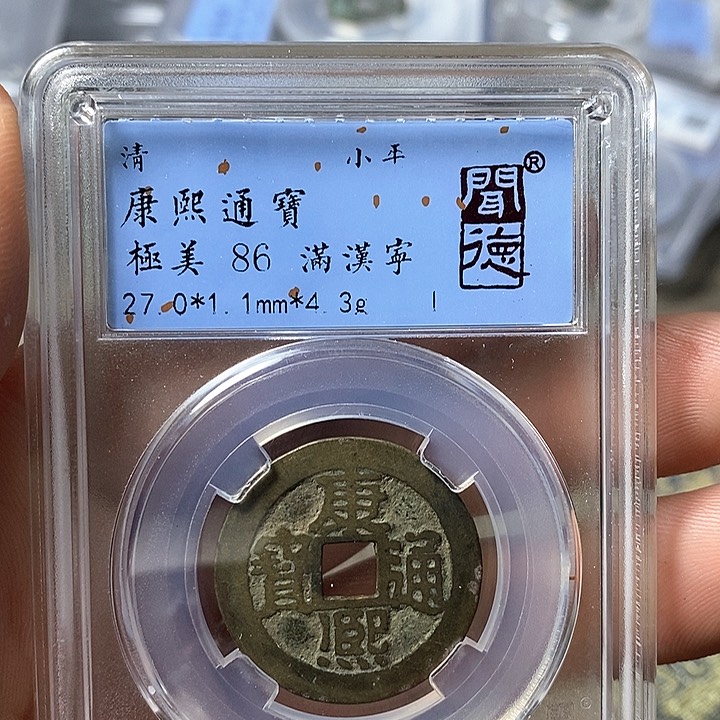 清 小平
康熙通寶
極美 86 滿漢寧
27.0*1.1mm*4.3g
聞德®
康熙通寶